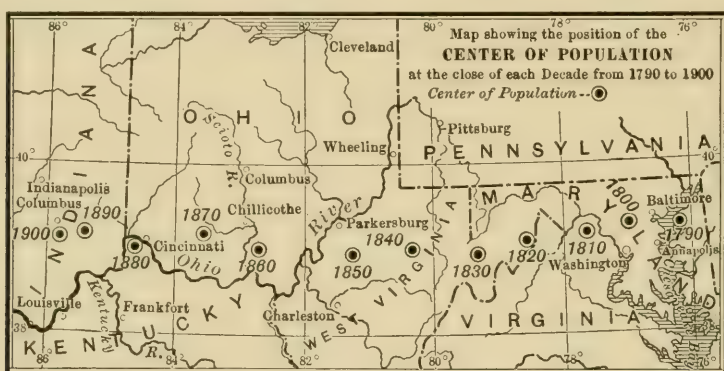 86° 84° 82° 80° 78° 76°
Map showing the position of the
CENTER OF POPULATION
at the close of each Decade from 1790 to 1900
Center of Population
Cleveland
INDIANA
OHIO
Scioto R.
Wheeling
Pittsburg
PENNSYLVANIA
40
40
Indianapolis
Columbus
Columbus
Chillicothe
River
Parkersburg
MARYLAND
Baltimore
1900
1890
1880
1870
1860
1850
1840
1830
1820
1810
1800
1790
Cincinnati
Ohio
Washington
Annapolis
WEST VIRGINIA
Louisville
Kentucky
R.
Frankfort
Charleston
VIRGINIA
KENTUCKY
38
38
86° 84° 82° 80° 78° 76°